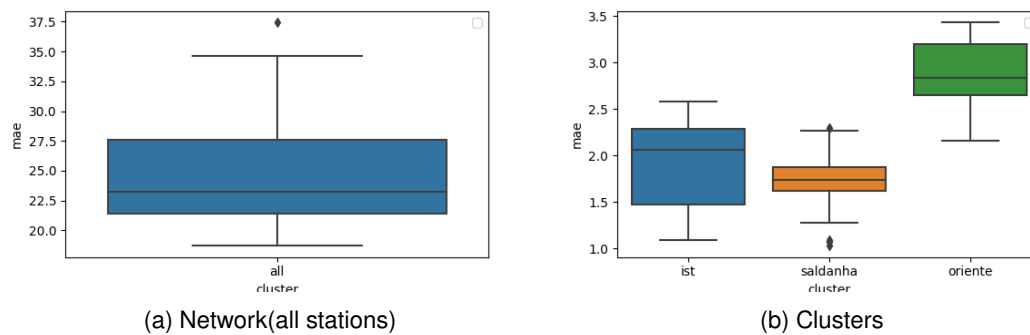 37.5
35.0
32.5
30.0
27.5
25.0
22.5
20.0
mae
all
cluster
(a) Network(all stations)
3.5
3.0
2.5
2.0
1.5
1.0
mae
ist saldanha oriente
cluster
(b) Clusters